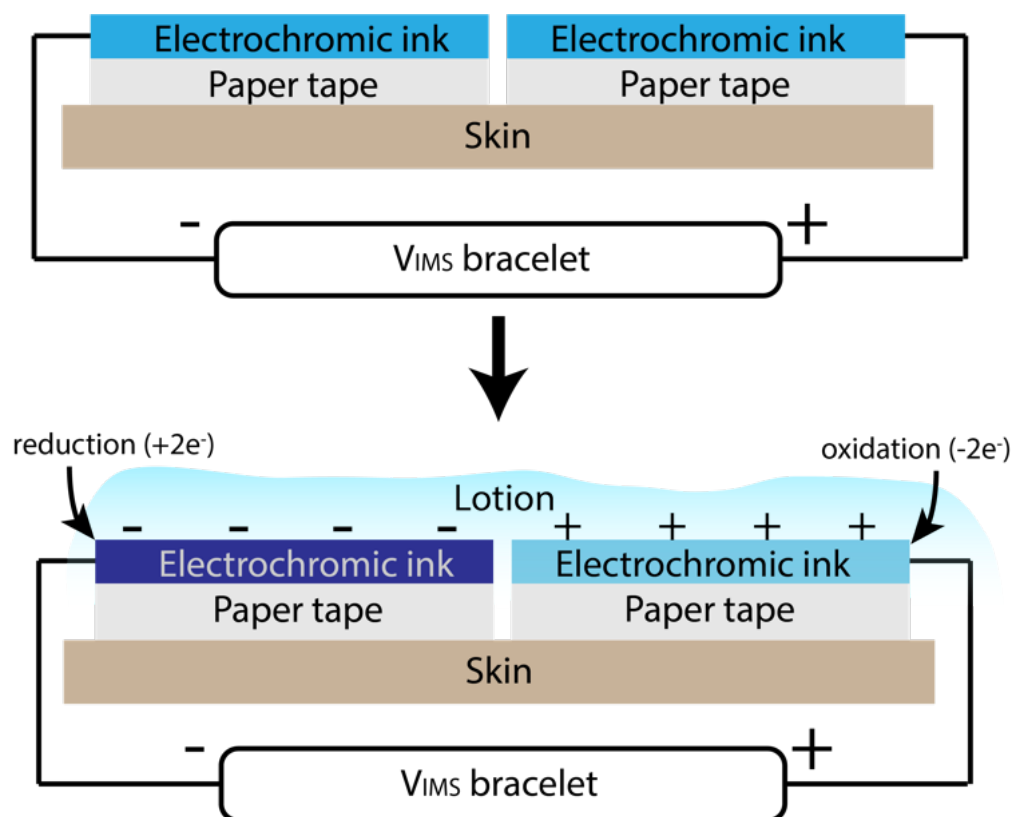 Electrochromic ink Electrochromic ink
Paper tape Paper tape
Skin
- +
VIMS bracelet
reduction (+2e-) oxidation (-2e-)
Lotion
- - - - + + + +
Electrochromic ink Electrochromic ink
Paper tape Paper tape
Skin
- +
VIMS bracelet